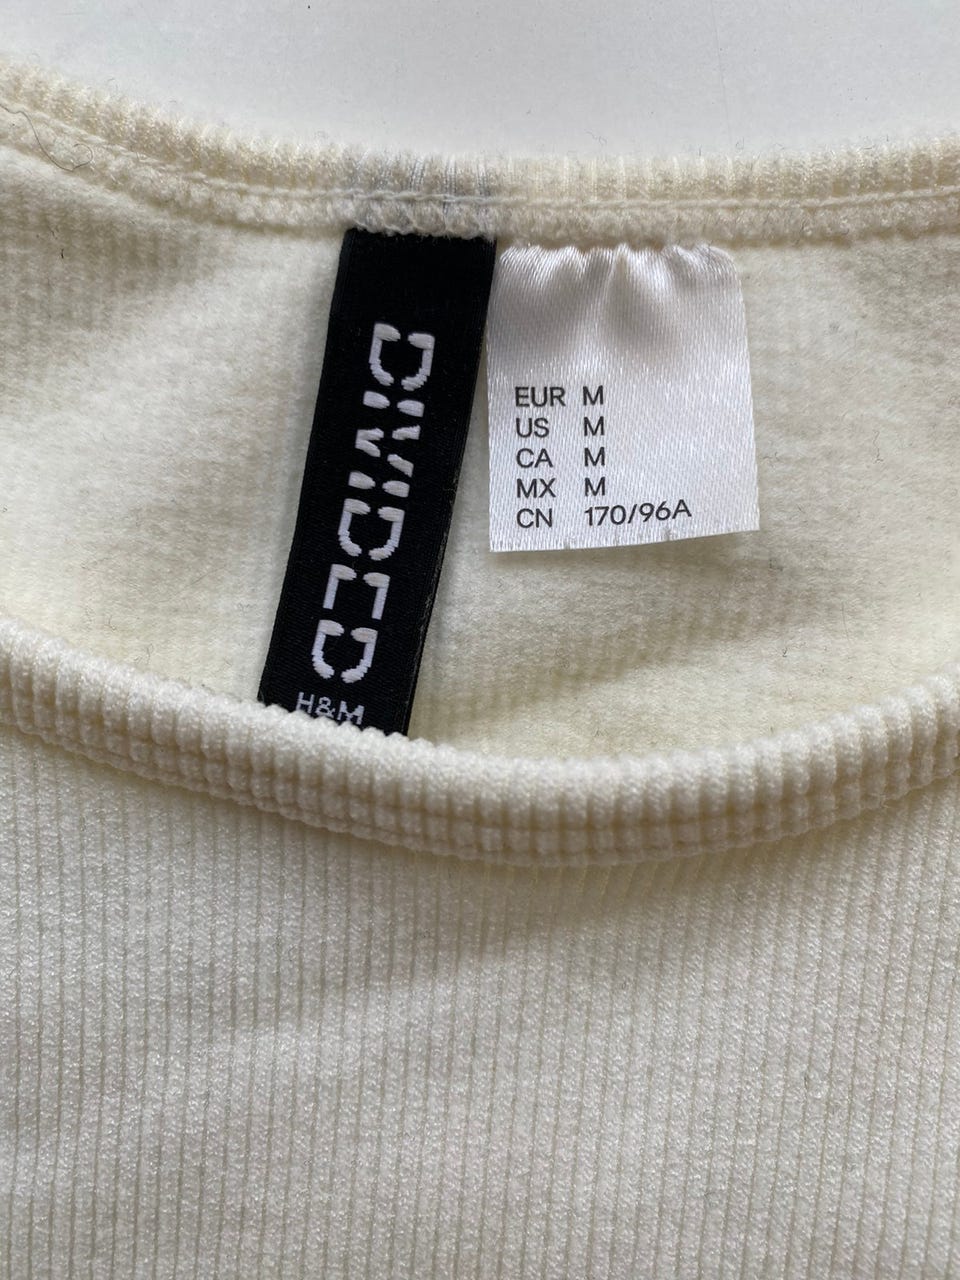 DIVIDED
H&M
EUR M
US M
CA M
MX M
CN 170/96A